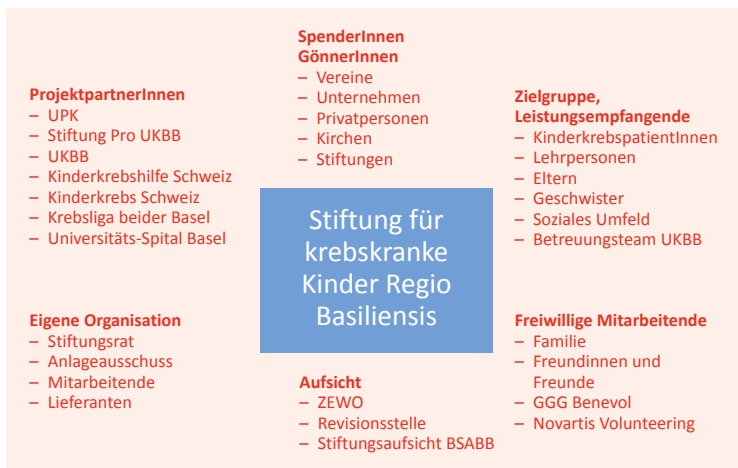 SpenderInnen
GönnerInnen
– Vereine
– Unternehmen
– Privatpersonen
– Kirchen
– Stiftungen
ProjektpartnerInnen
– UPK
– Stiftung Pro UKBB
– UKBB
– Kinderkrebshilfe Schweiz
– Kinderkrebs Schweiz
– Krebsliga beider Basel
– Universitäts-Spital Basel
Zielgruppe,
Leistungsempfangende
– KinderkrebspatientInnen
– Lehrpersonen
– Eltern
– Geschwister
– Soziales Umfeld
– Betreuungsteam UKBB
Stiftung für
krebskranke
Kinder Regio
Basiliensis
Eigene Organisation
– Stiftungsrat
– Anlageausschuss
– Mitarbeitende
– Lieferanten
Aufsicht
– ZEWO
– Revisionsstelle
– Stiftungsaufsicht BSABB
Freiwillige Mitarbeitende
– Familie
– Freundinnen und
Freunde
– GGG Benevol
– Novartis Volunteering